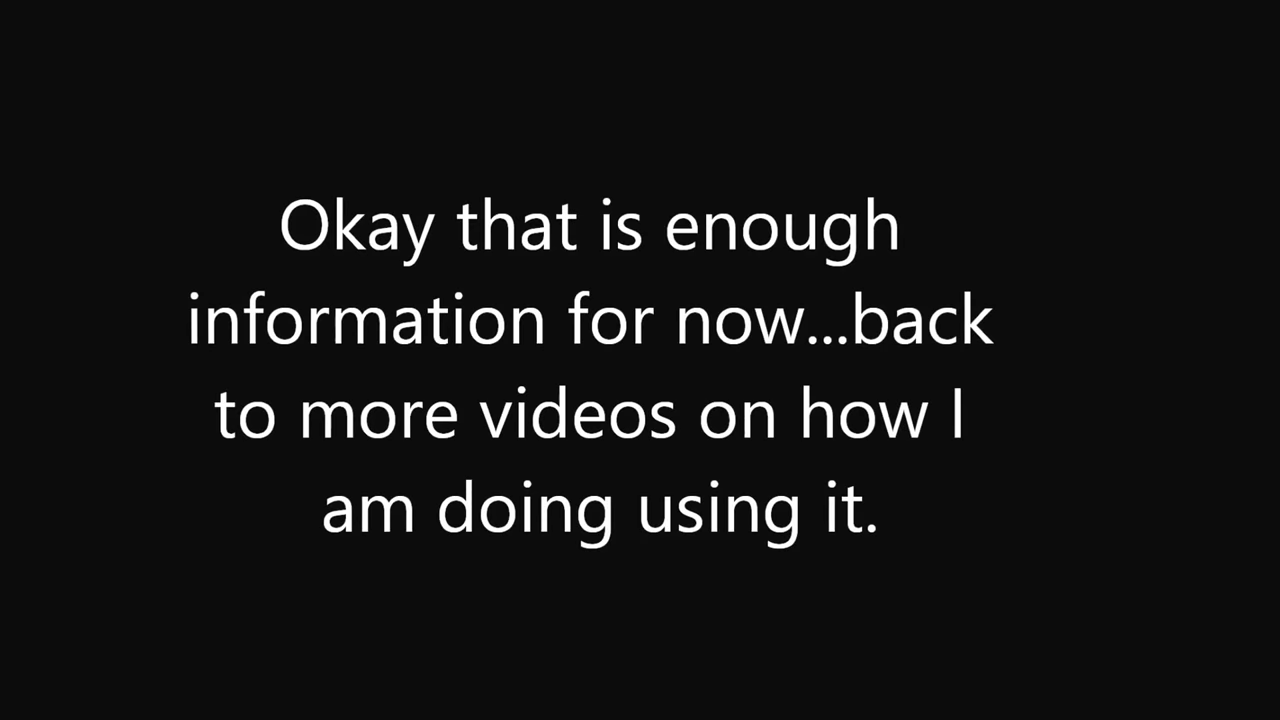 Okay that is enough
information for now...back
to more videos on how I
am doing using it.